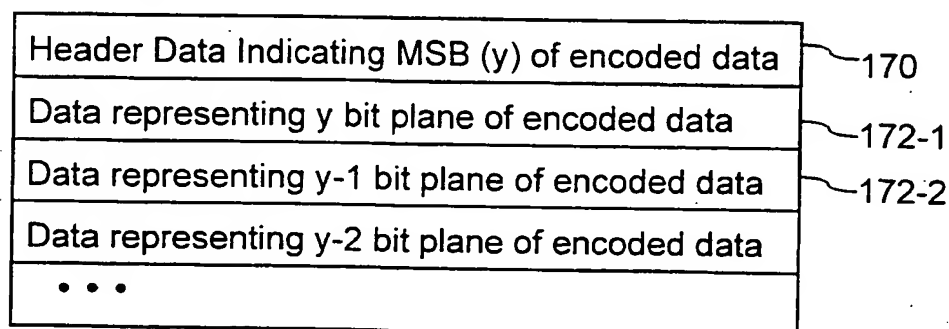 Header Data Indicating MSB (y) of encoded data 170
Data representing y bit plane of encoded data 172-1
Data representing y-1 bit plane of encoded data 172-2
Data representing y-2 bit plane of encoded data
• • •